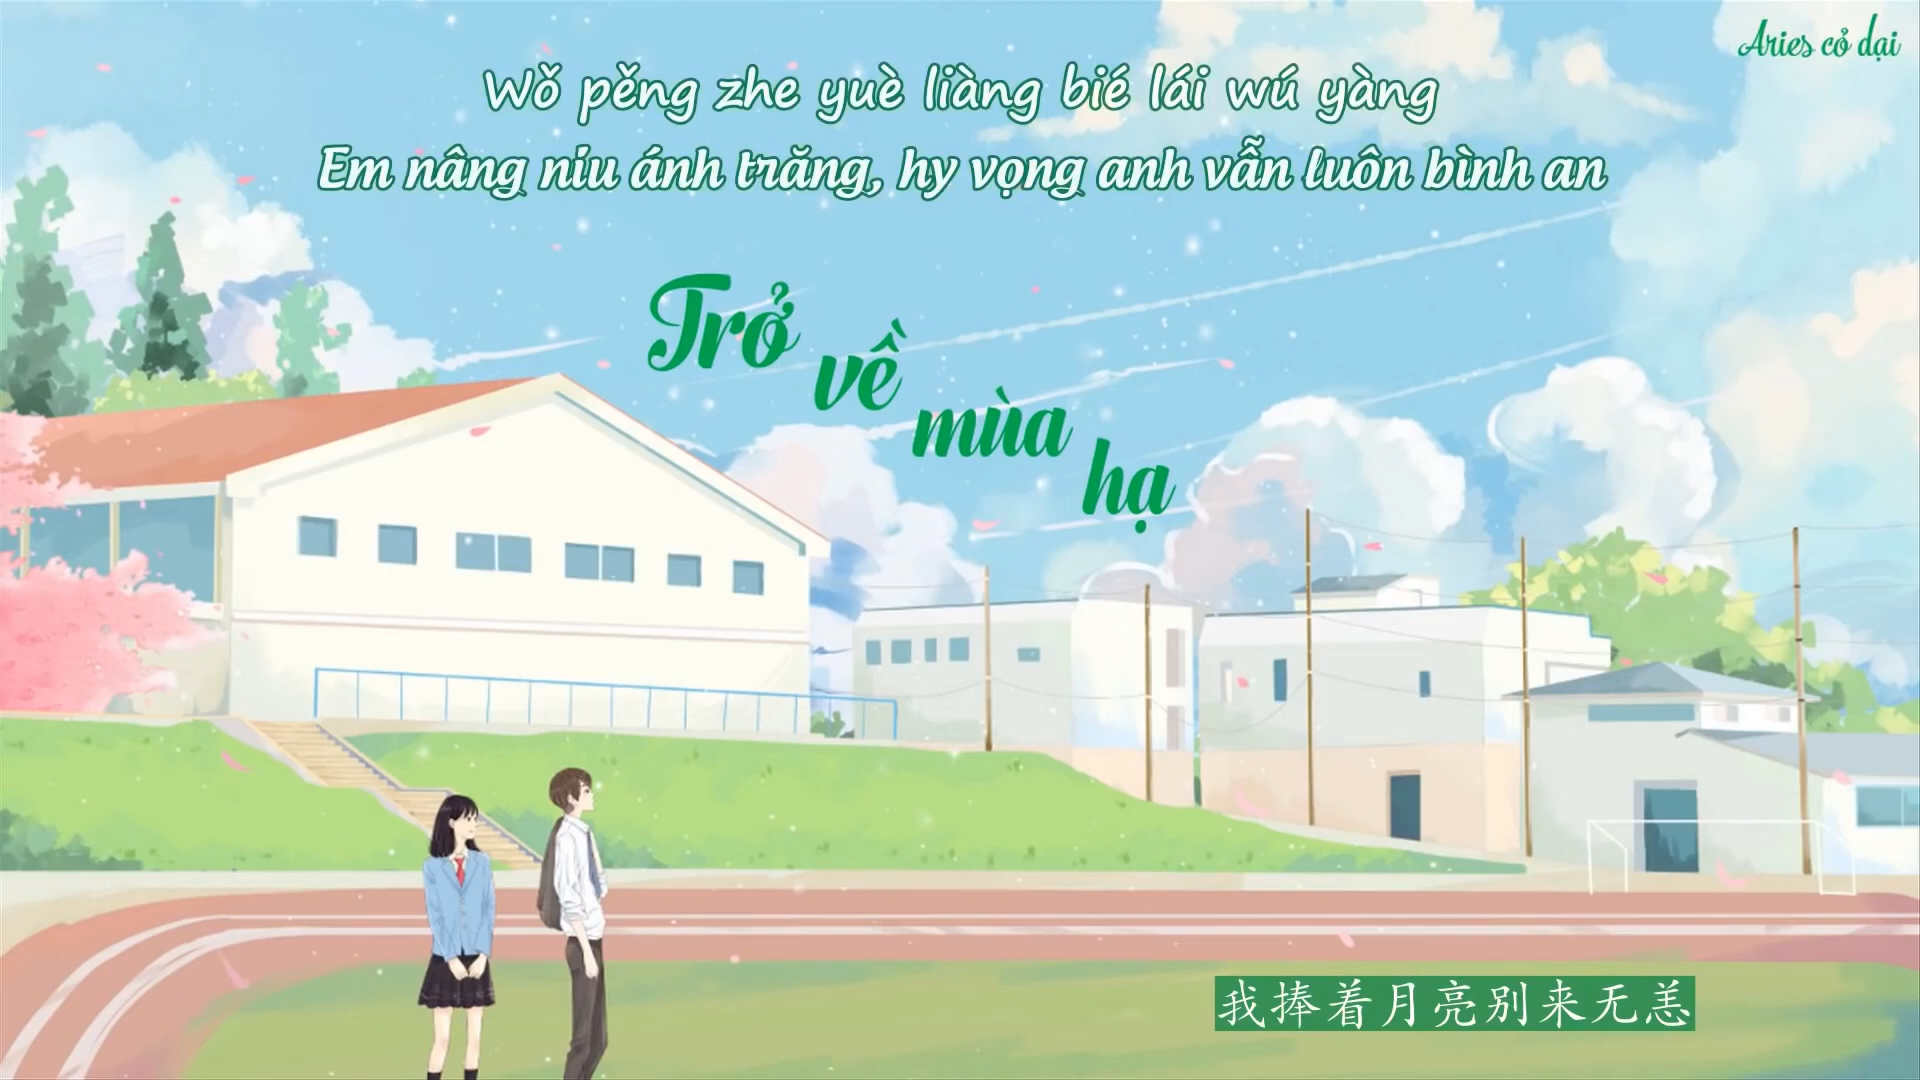 Aries cỏ dại
Wǒ pěng zhe yuè liàng bié lái wú yàng
Em nâng niu ánh trăng, hy vọng anh vẫn luôn bình an
Trở về mùa hạ
我捧着月亮别来无恙